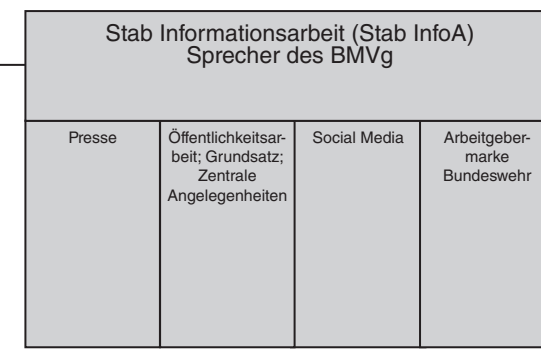 Stab Informationsarbeit (Stab InfoA)
Sprecher des BMVg
Presse
Öffentlichkeitsar-
beit; Grundsatz;
Zentrale
Angelegenheiten
Social Media
Arbeitgeber-
marke
Bundeswehr